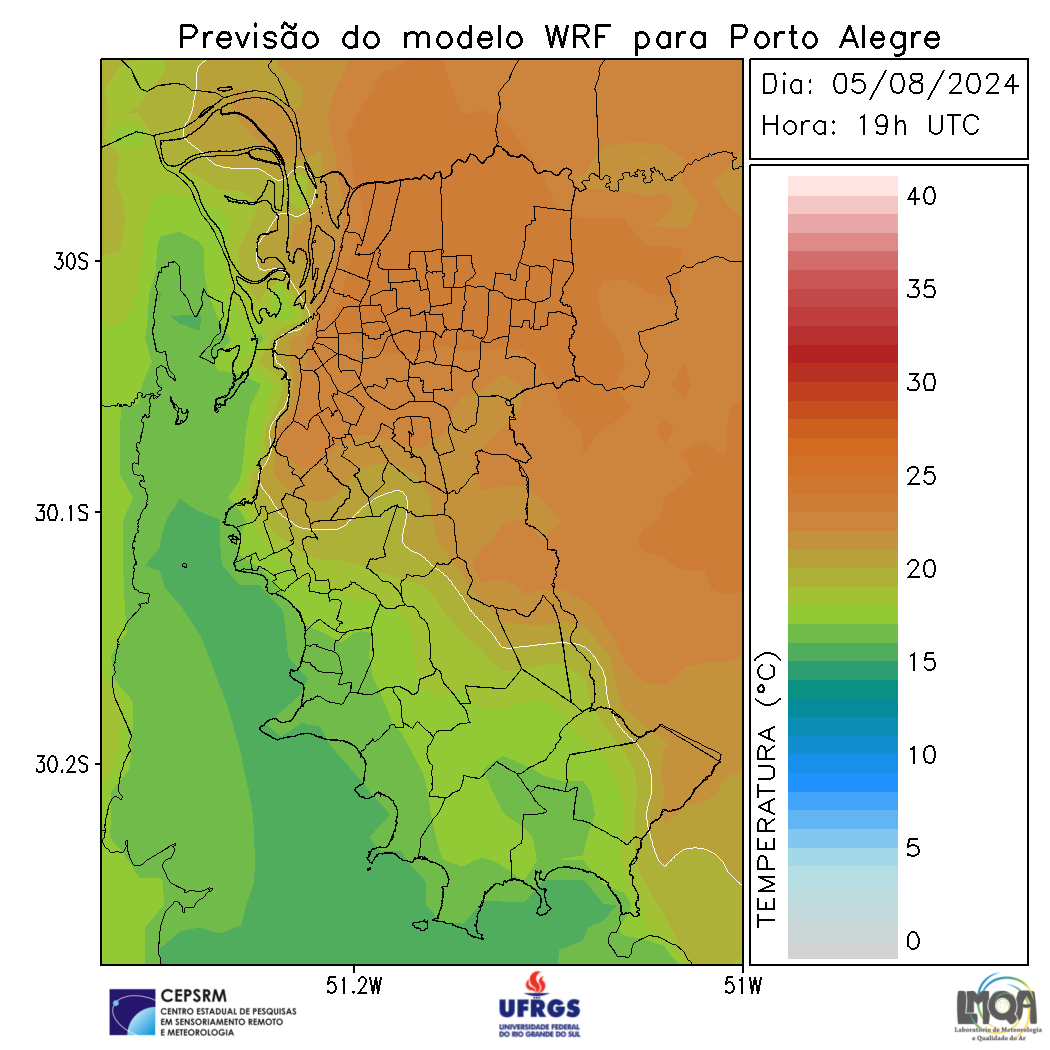 Previsão do modelo WRF para Porto Alegre
Dia: 05/08/2024
Hora: 19h UTC
40
35
30
25
20
15
10
5
0
TEMPERATURA (°C)
30S
30.1S
30.2S
51.2W
51W
CEPSRM
CENTRO ESTADUAL DE PESQUISAS
EM SENSORIAMENTO REMOTO
E METEOROLOGIA
UFRGS
UNIVERSIDADE FEDERAL
DO RIO GRANDE DO SUL
LMQA
Laboratório de Meteorologia
e Qualidade do Ar